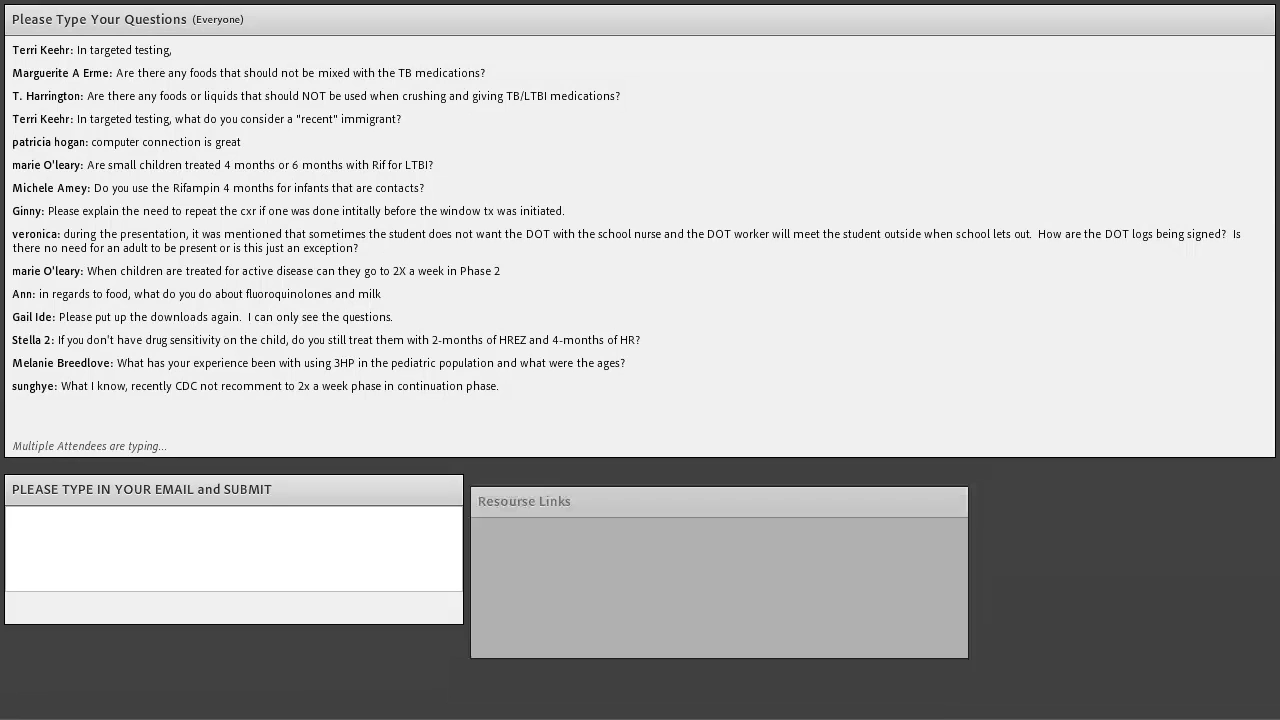 Please Type Your Questions (Everyone)
Terri Keehr: In targeted testing,
Marguerite A Erme: Are there any foods that should not be mixed with the TB medications?
T. Harrington: Are there any foods or liquids that should NOT be used when crushing and giving TB/LTBI medications?
Terri Keehr: In targeted testing, what do you consider a "recent" immigrant?
patricia hogan: computer connection is great
marie O'leary: Are small children treated 4 months or 6 months with Rif for LTBI?
Michele Amey: Do you use the Rifampin 4 months for infants that are contacts?
Ginny: Please explain the need to repeat the cxr if one was done intitally before the window tx was initiated.
veronica: during the presentation, it was mentioned that sometimes the student does not want the DOT with the school nurse and the DOT worker will meet the student outside when school lets out.  How are the DOT logs being signed?  Is
there no need for an adult to be present or is this just an exception?
marie O'leary: When children are treated for active disease can they go to 2X a week in Phase 2
Ann: in regards to food, what do you do about fluoroquinolones and milk
Gail Ide: Please put up the downloads again.  I can only see the questions.
Stella 2: If you don't have drug sensitivity on the child, do you still treat them with 2-months of HREZ and 4-months of HR?
Melanie Breedlove: What has your experience been with using 3HP in the pediatric population and what were the ages?
sunghye: What I know, recently CDC not recomment to 2x a week phase in continuation phase.
Multiple Attendees are typing...
PLEASE TYPE IN YOUR EMAIL and SUBMIT
Resourse Links